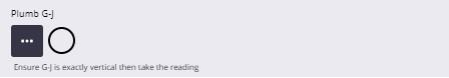 Plumb G-J
...
Ensure G-J is exactly vertical then take the reading